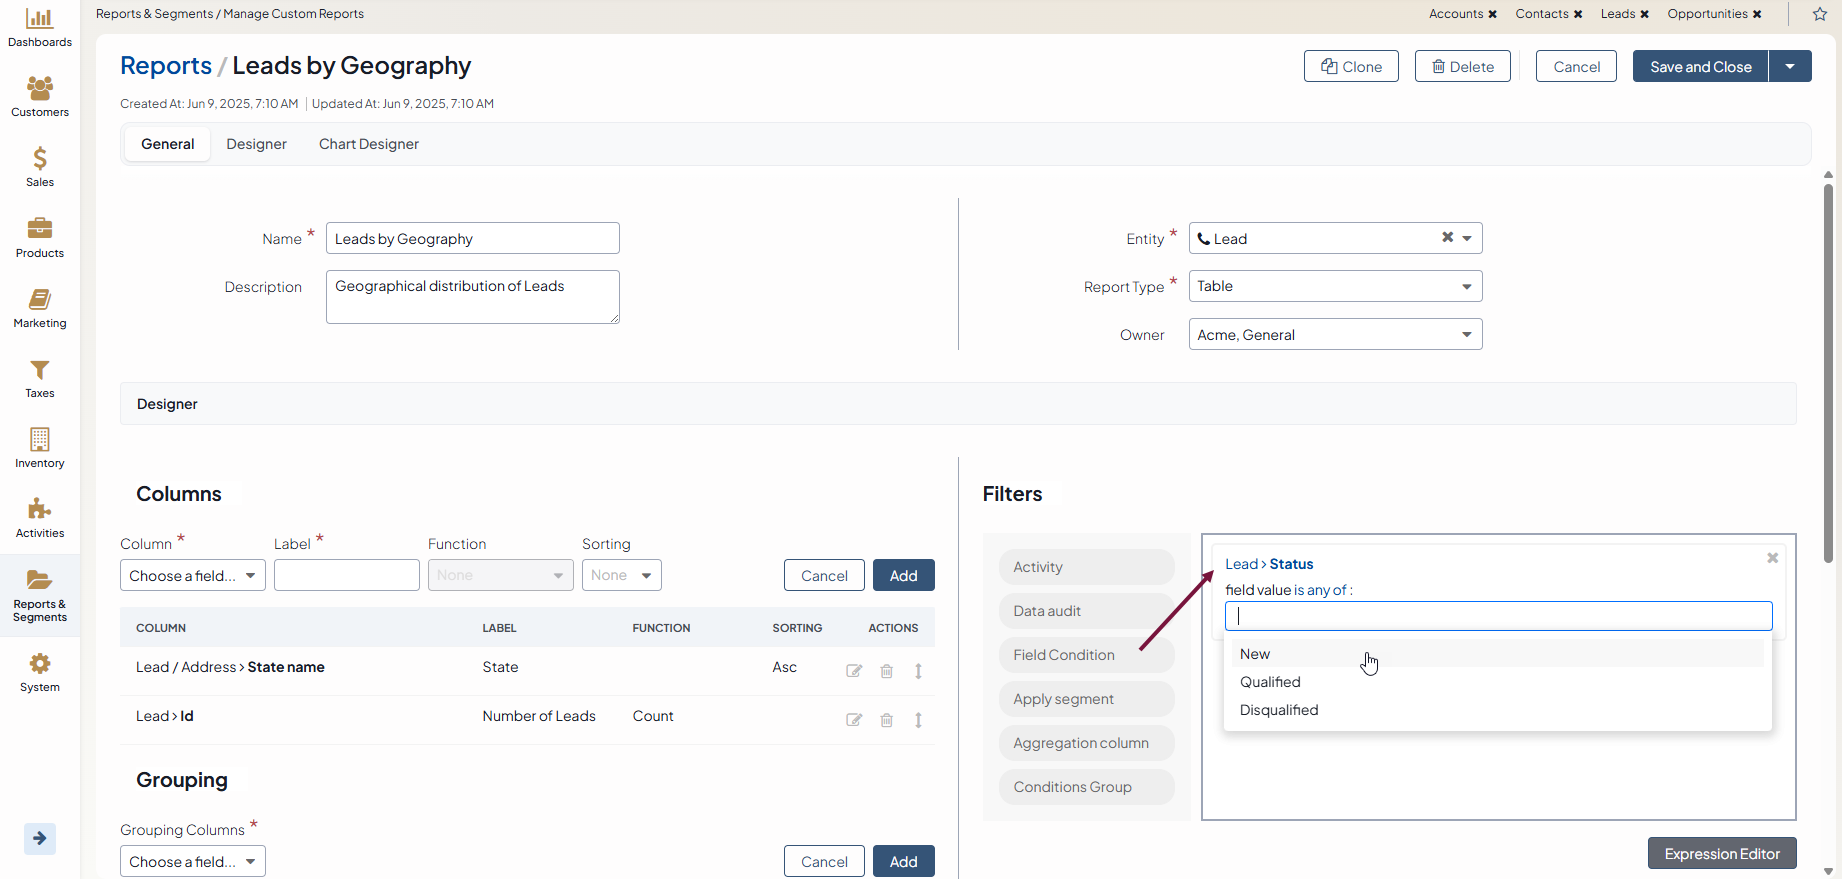 Reports & Segments / Manage Custom Reports
Accounts ✖ Contacts ✖ Leads ✖ Opportunities ✖
Dashboards
Customers
Sales
Products
Marketing
Taxes
Inventory
Activities
Reports &
Segments
System
Reports / Leads by Geography
Clone Delete Cancel Save and Close
Created At: Jun 9, 2025, 7:10 AM | Updated At: Jun 9, 2025, 7:10 AM
General Designer Chart Designer
Name * Leads by Geography
Description Geographical distribution of Leads
Entity * Lead
Report Type * Table
Owner Acme, General
Designer
Columns
Column * Label * Function Sorting
Choose a field... None None Cancel Add
COLUMN LABEL FUNCTION SORTING ACTIONS
Lead / Address > State name State Asc
Lead > Id Number of Leads Count
Grouping
Grouping Columns *
Choose a field... Cancel Add
Filters
Activity
Data audit
Field Condition
Apply segment
Aggregation column
Conditions Group
Lead > Status
field value is any of :
New
Qualified
Disqualified
Expression Editor